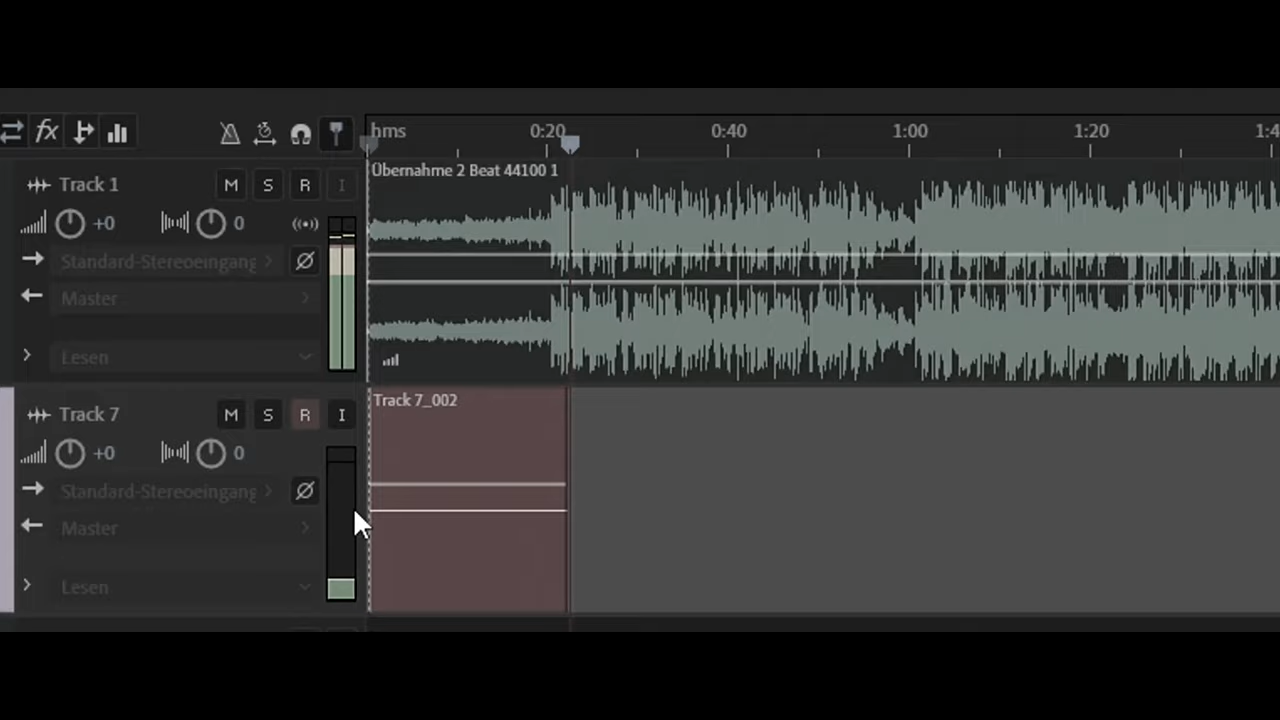 fx
hms 0:20 0:40 1:00 1:20 1:4
Übernahme 2 Beat 44100 1
Track 1 M S R I
+0 0
Standard-Stereoeingang
Master
Lesen
Track 7_002
Track 7 M S R I
+0 0
Standard-Stereoeingang
Master
Lesen